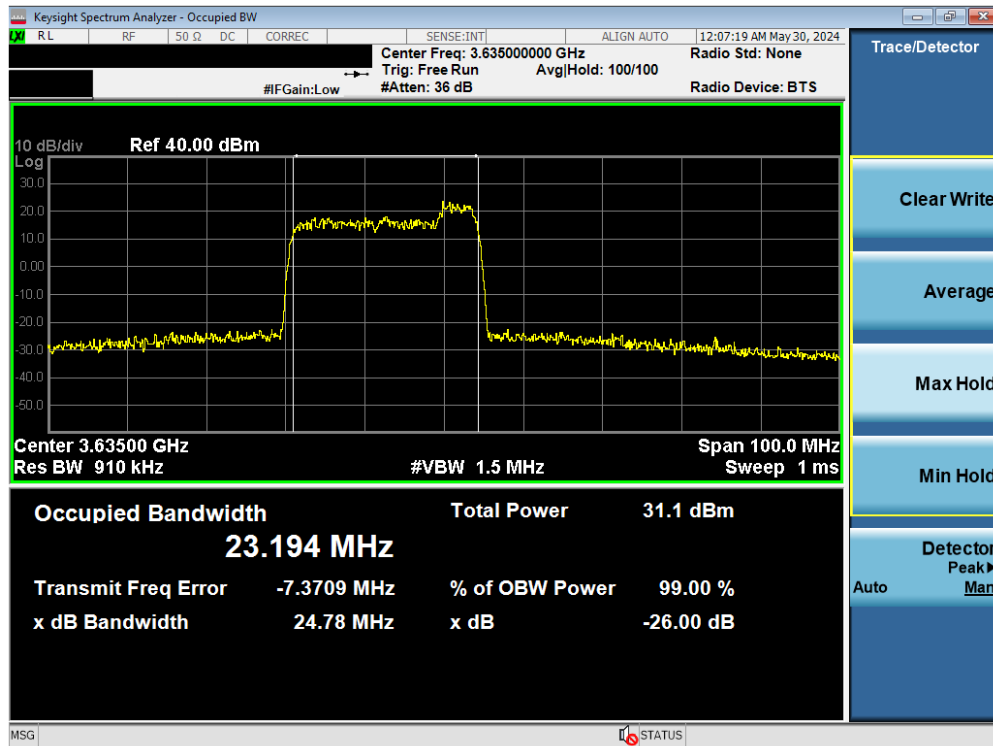 Keysight Spectrum Analyzer - Occupied BW
LXI RL RF 50 Ω DC CORREC SENSE:INT ALIGN AUTO 12:07:19 AM May 30, 2024
Center Freq: 3.635000000 GHz Radio Std: None
Trig: Free Run Avg|Hold: 100/100
#IFGain:Low #Atten: 36 dB Radio Device: BTS
Trace/Detector
10 dB/div Ref 40.00 dBm
Log
30.0
20.0
10.0
0.00
-10.0
-20.0
-30.0
-40.0
-50.0
Center 3.63500 GHz Span 100.0 MHz
Res BW 910 kHz #VBW 1.5 MHz Sweep 1 ms
Occupied Bandwidth Total Power 31.1 dBm
23.194 MHz
Transmit Freq Error -7.3709 MHz % of OBW Power 99.00 %
x dB Bandwidth 24.78 MHz x dB -26.00 dB
Clear Write
Average
Max Hold
Min Hold
Detector
Peak▶
Auto Man
MSG STATUS